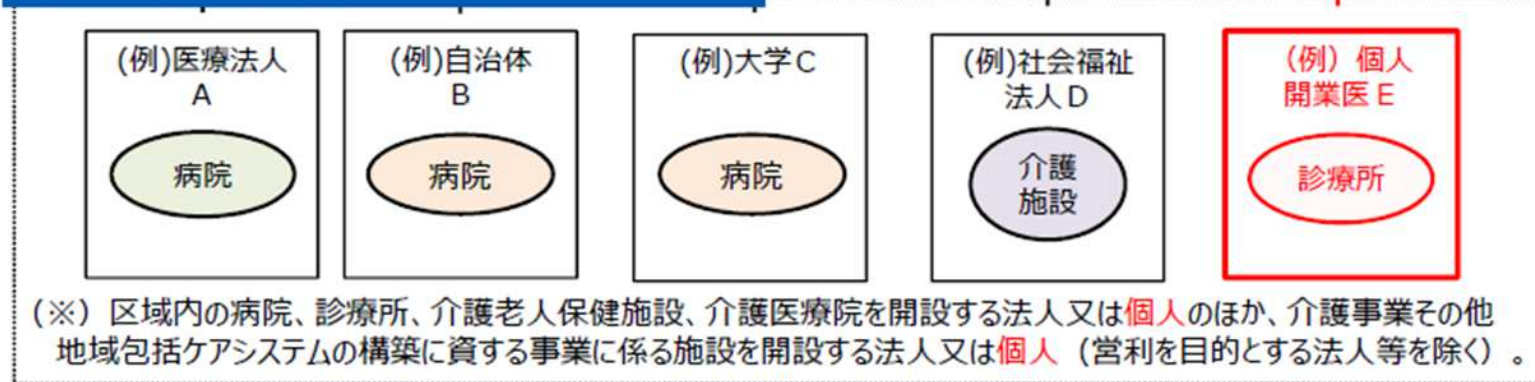 (例)医療法人
A
病院
(例)自治体
B
病院
(例)大学C
病院
(例)社会福祉
法人D
介護
施設
(例) 個人
開業医E
診療所
(※) 区域内の病院、診療所、介護老人保健施設、介護医療院を開設する法人又は個人のほか、介護事業その他
地域包括ケアシステムの構築に資する事業に係る施設を開設する法人又は個人 (営利を目的とする法人等を除く) 。